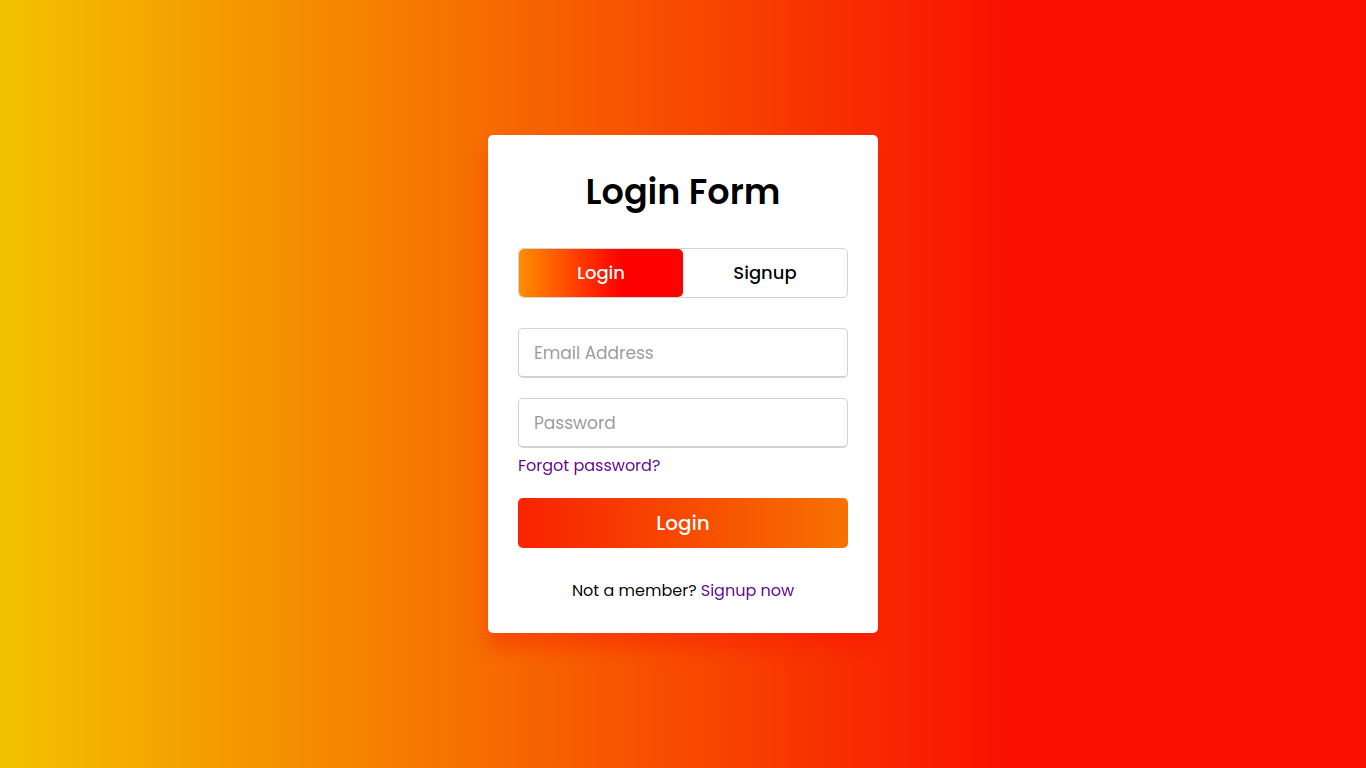 Login Form
Login Signup
Email Address
Password
Forgot password?
Login
Not a member? Signup now